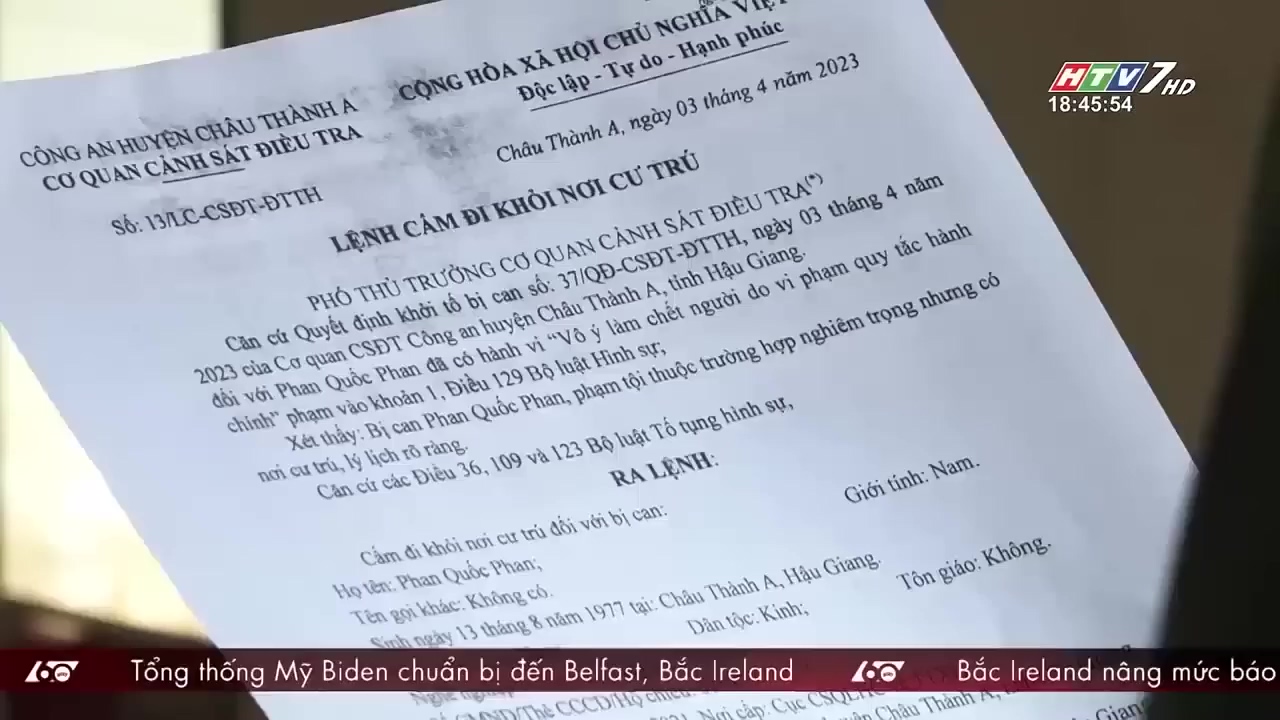 HTV7 HD
18:45:54
CÔNG AN HUYỆN CHÂU THÀNH A
CƠ QUAN CẢNH SÁT ĐIỀU TRA
Số: 13/LC-CSĐT-ĐTTH
CỘNG HÒA XÃ HỘI CHỦ NGHĨA VIỆT
Độc lập - Tự do - Hạnh phúc
Châu Thành A, ngày 03 tháng 4 năm 2023
LỆNH CẤM ĐI KHỎI NƠI CƯ TRÚ
PHÓ THỦ TRƯỞNG CƠ QUAN CẢNH SÁT ĐIỀU TRA(*)
Căn cứ Quyết định khởi tố bị can số: 37/QĐ-CSĐT-ĐTTH, ngày 03 tháng 4 năm
2023 của Cơ quan CSĐT Công an huyện Châu Thành A, tỉnh Hậu Giang.
đối với Phan Quốc Phan đã có hành vi "Vô ý làm chết người do vi phạm quy tắc hành
chính" phạm vào khoản 1, Điều 129 Bộ luật Hình sự;
Xét thấy: Bị can Phan Quốc Phan, phạm tội thuộc trường hợp nghiêm trọng nhưng có
nơi cư trú, lý lịch rõ ràng.
Căn cứ các Điều 36, 109 và 123 Bộ luật Tố tụng hình sự,
RA LỆNH:
Cấm đi khỏi nơi cư trú đối với bị can:
Họ tên: Phan Quốc Phan; Giới tính: Nam.
Tên gọi khác: Không có.
Sinh ngày 13 tháng 8 năm 1977 tại: Châu Thành A, Hậu Giang.
Dân tộc: Kinh; Tôn giáo: Không.
Tổng thống Mỹ Biden chuẩn bị đến Belfast, Bắc Ireland Bắc Ireland nâng mức báo